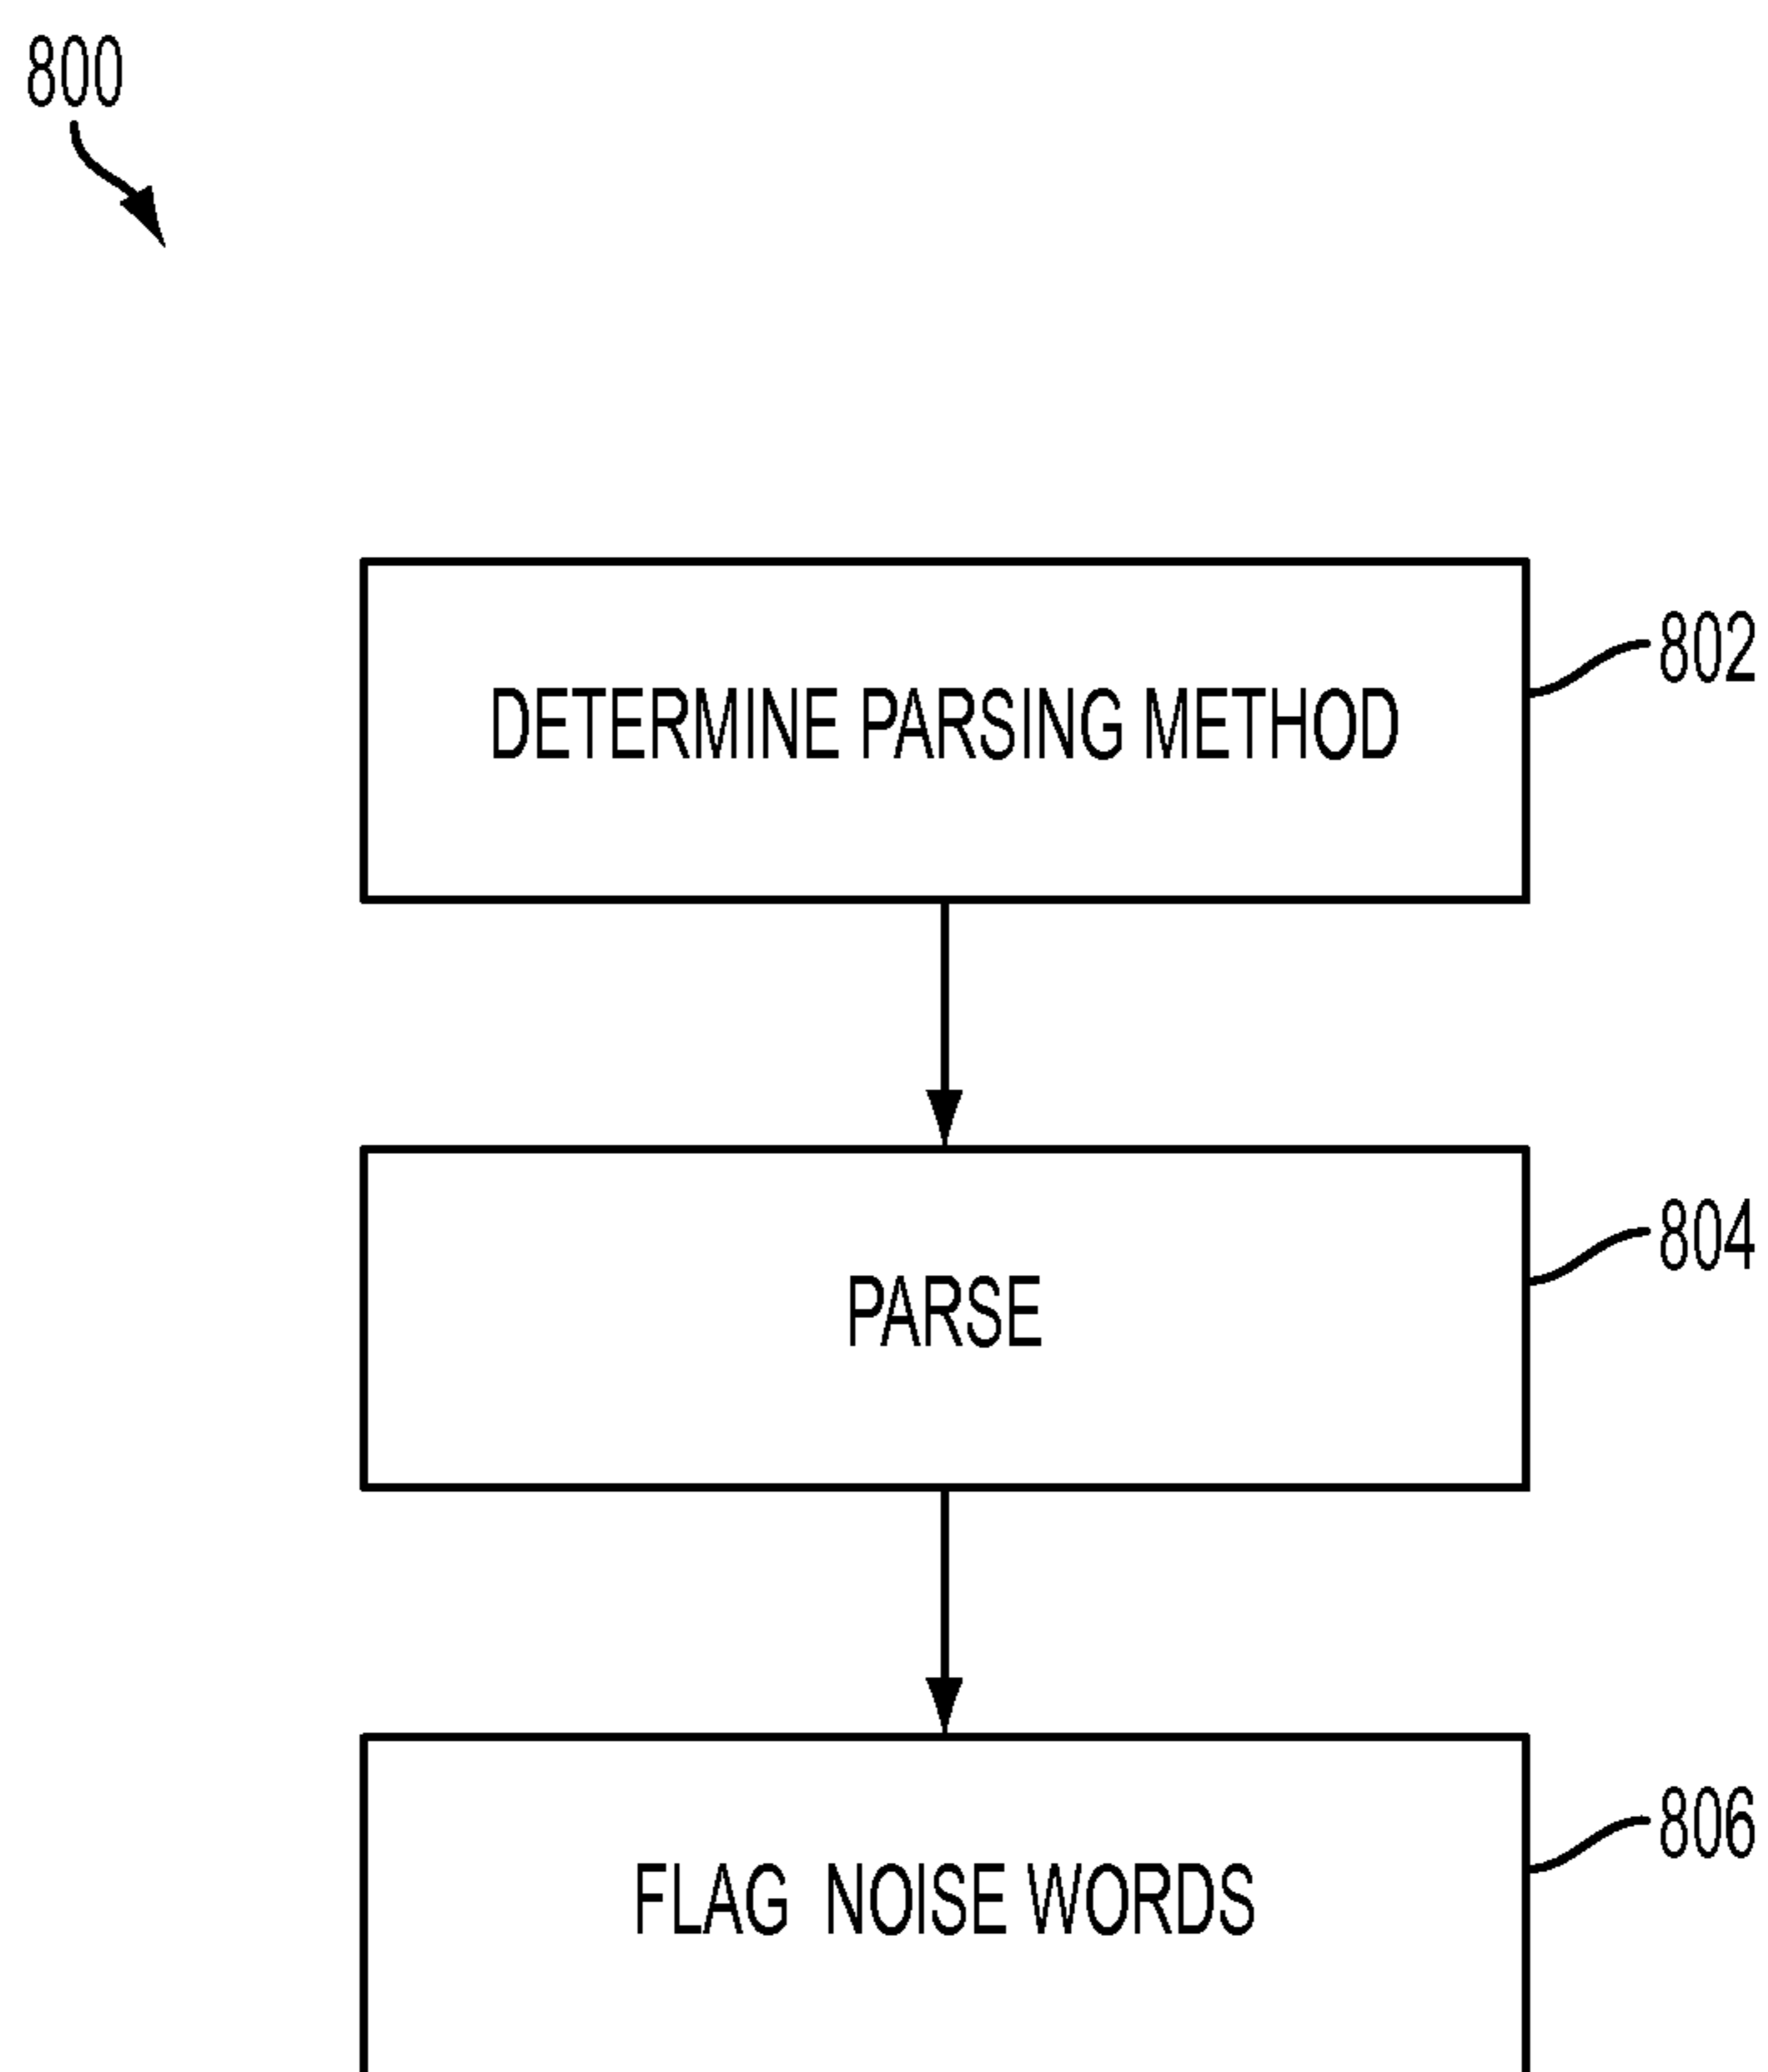 800
DETERMINE PARSING METHOD
802
PARSE
804
FLAG NOISE WORDS
806